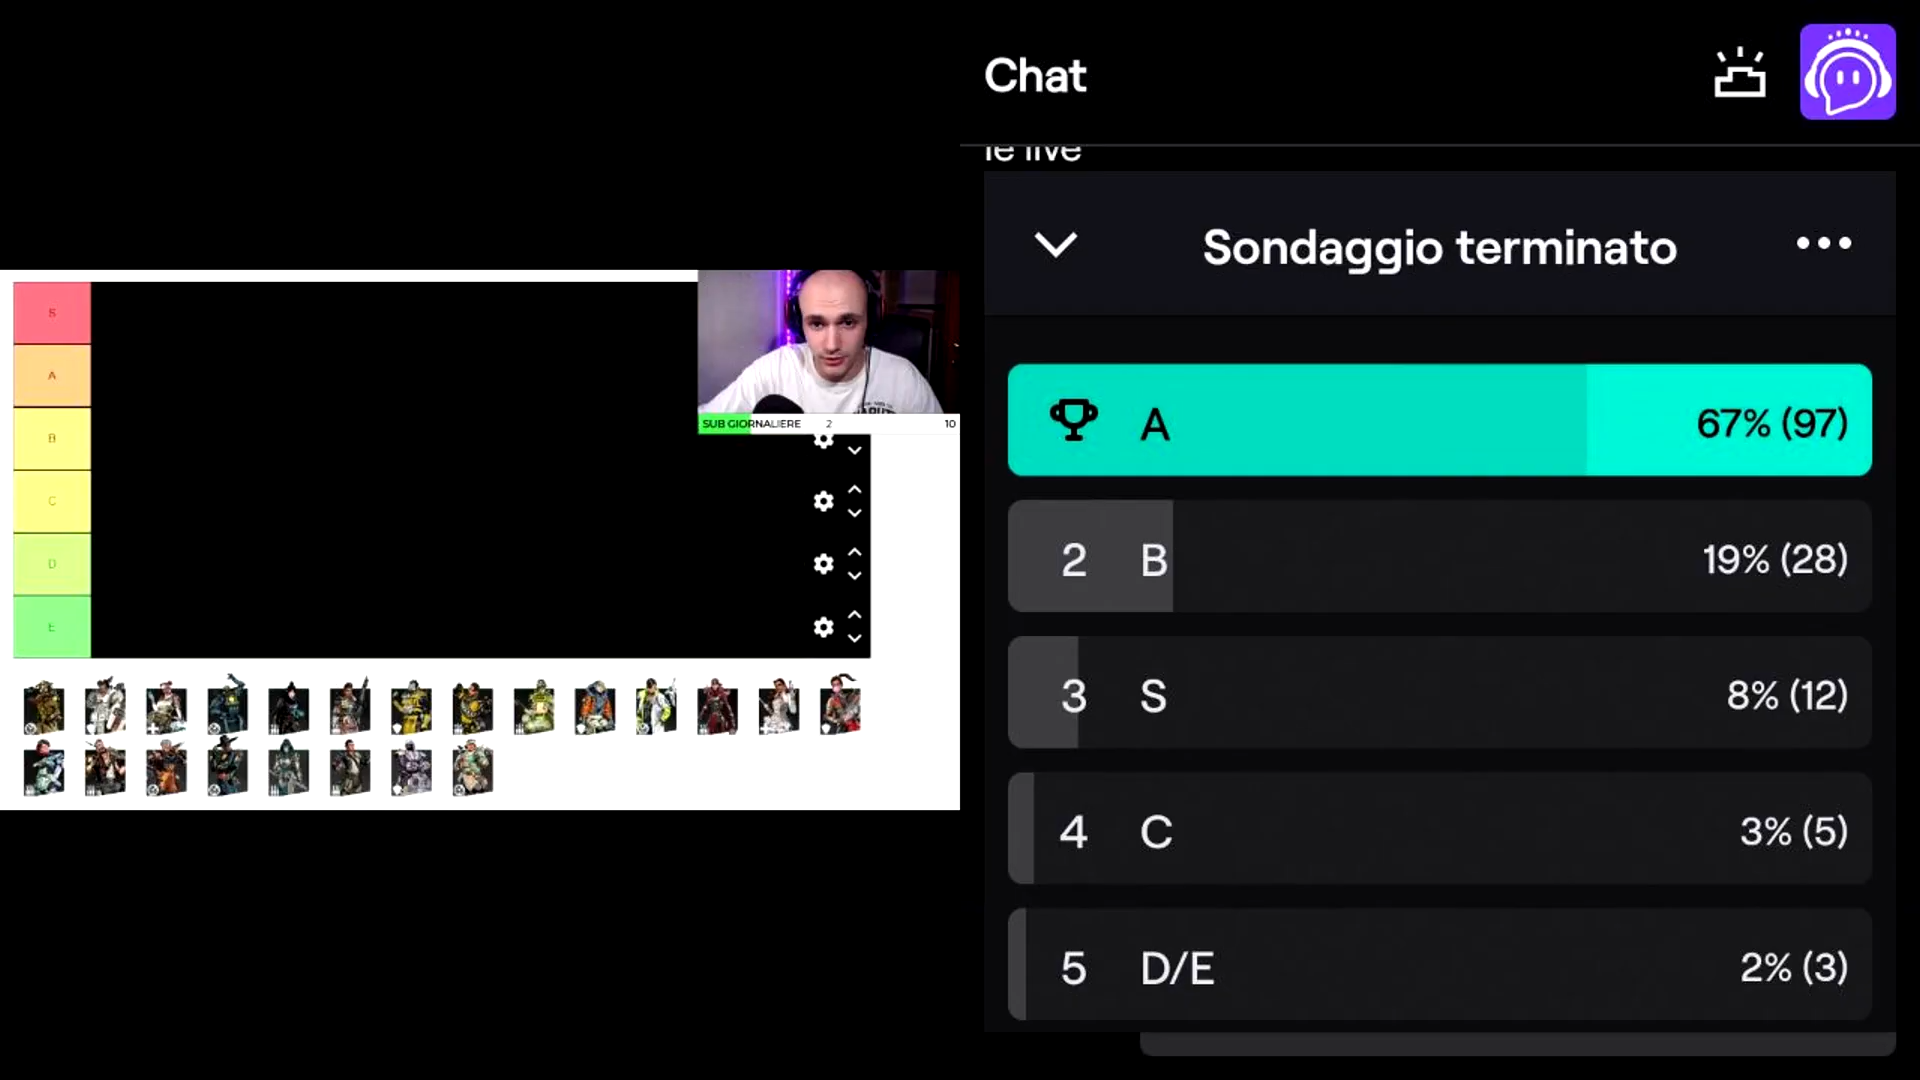 S
A
B
C
D
E
SUB GIORNALIERE 2 10
Chat
le live
Sondaggio terminato
A 67% (97)
2 B 19% (28)
3 S 8% (12)
4 C 3% (5)
5 D/E 2% (3)